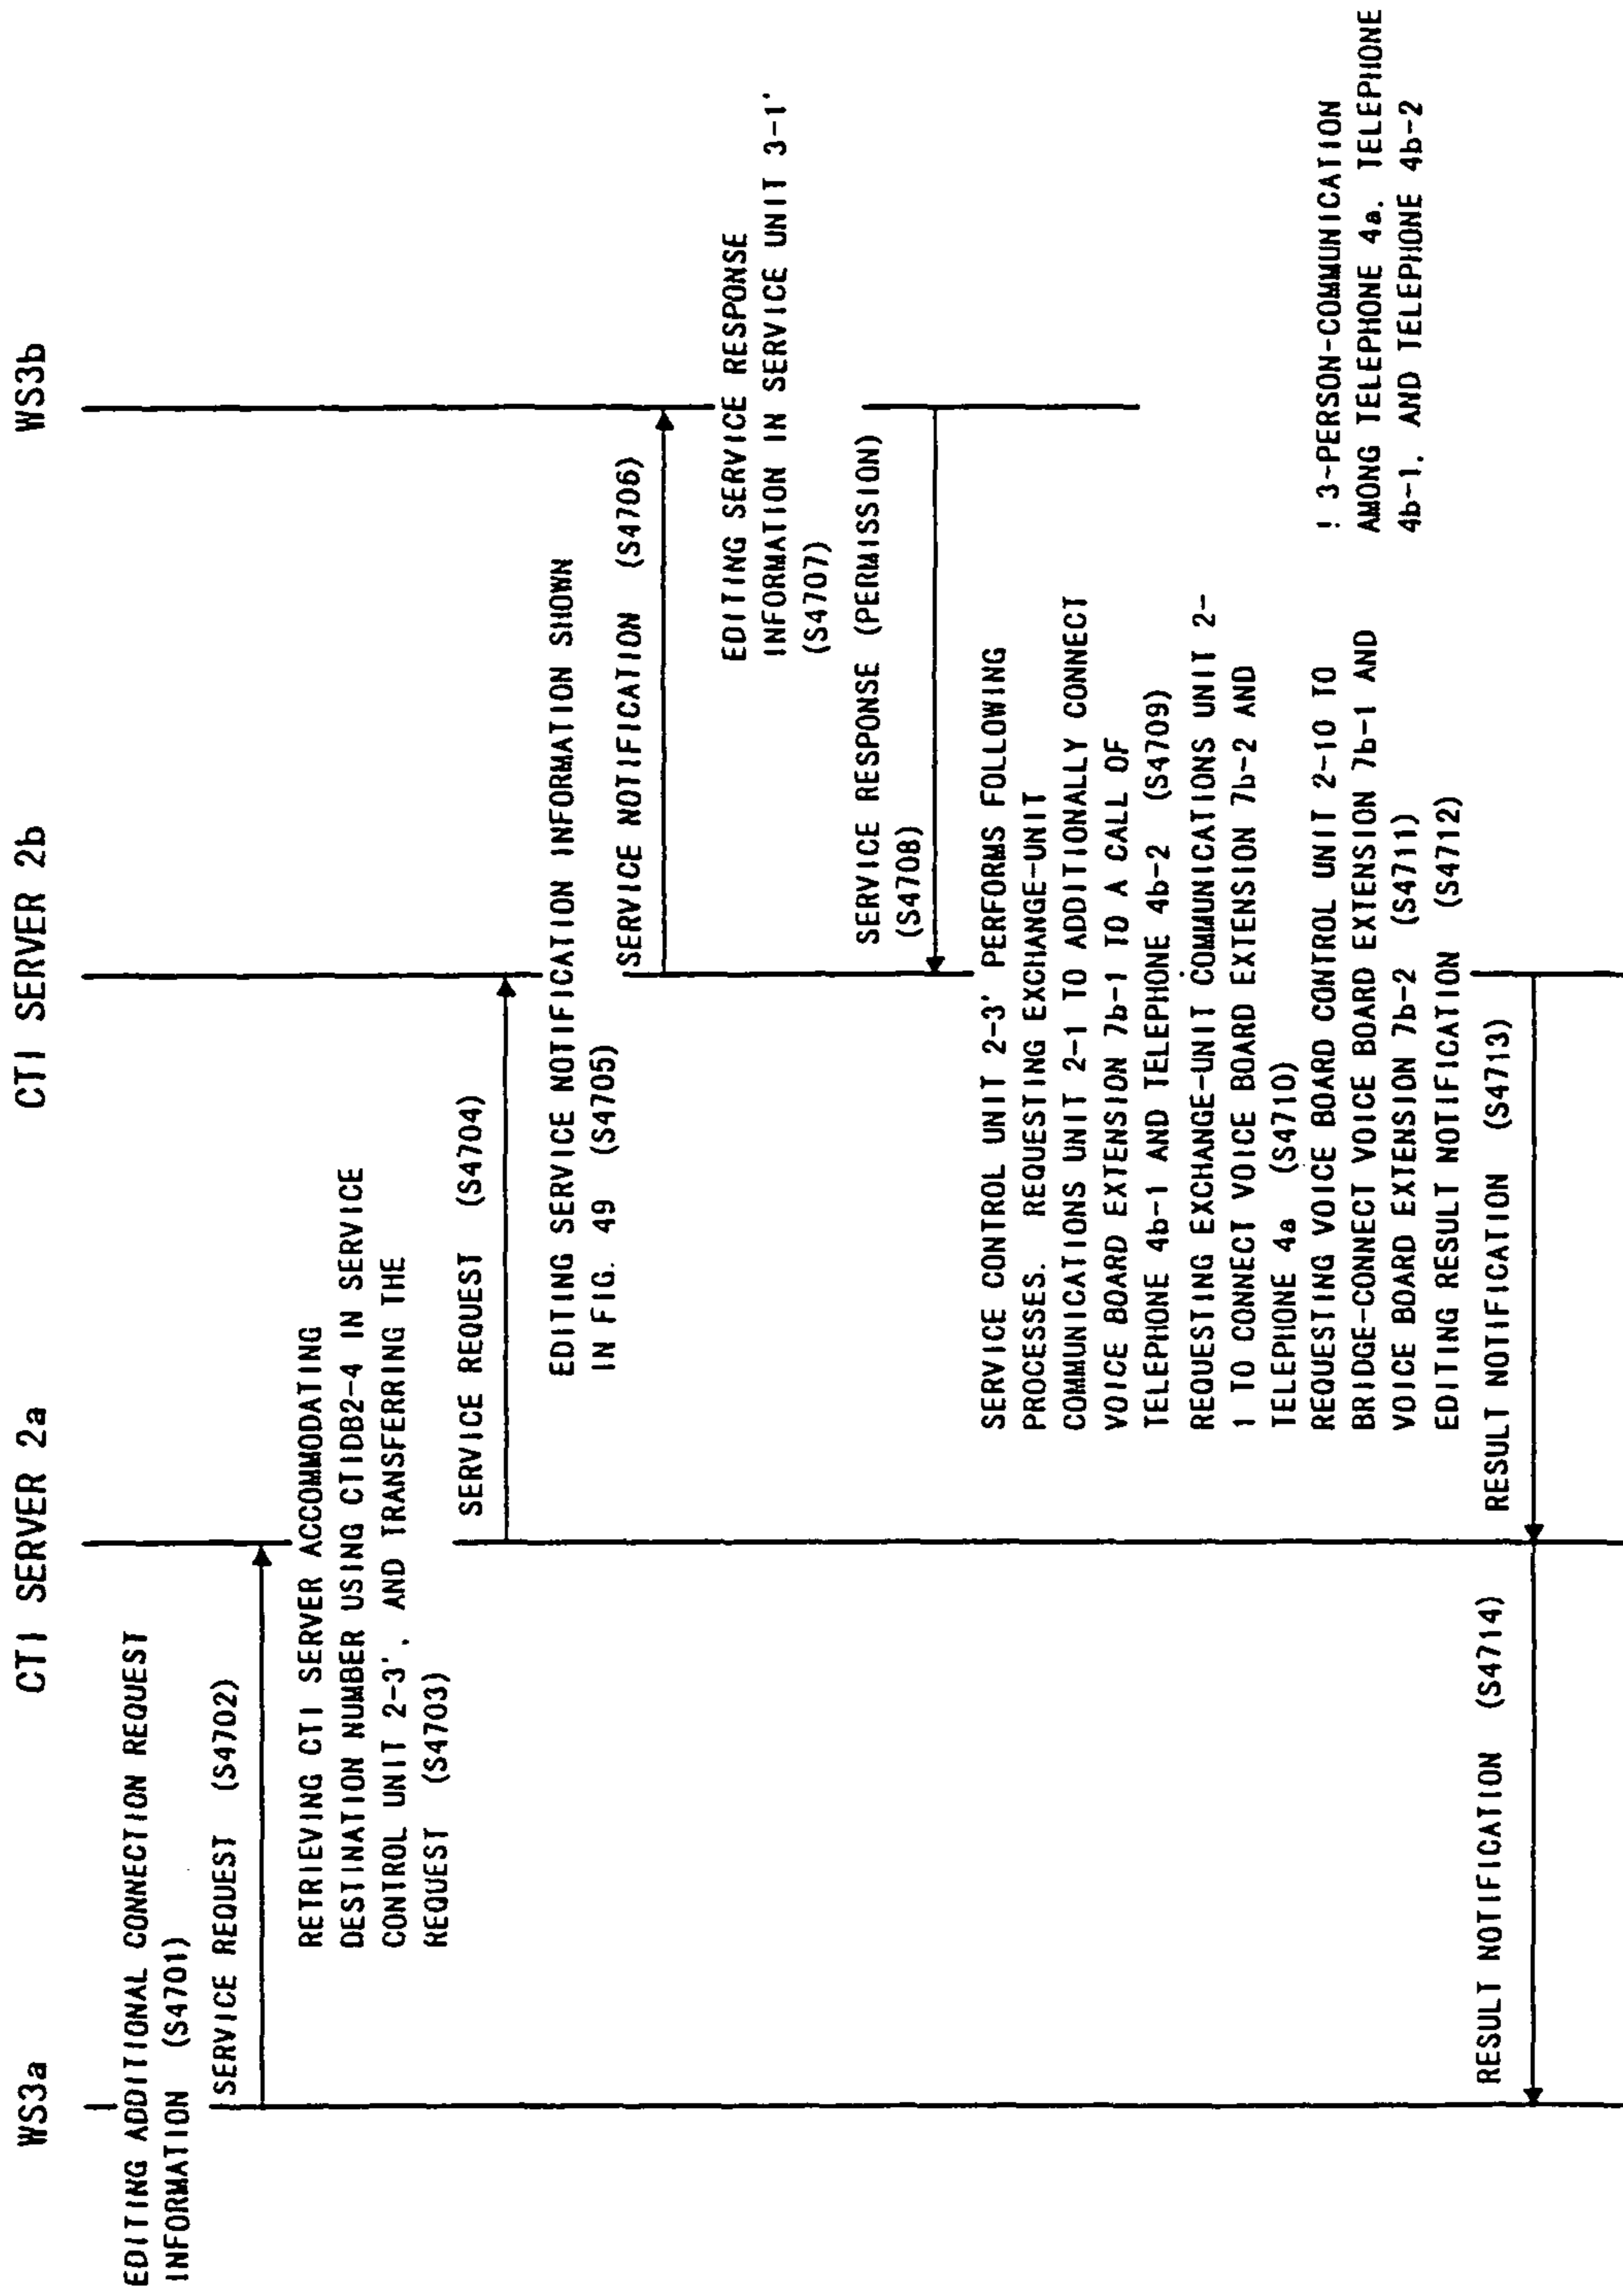 WS3a
CTI SERVER 2a
CTI SERVER 2b
WS3b
EDITING ADDITIONAL CONNECTION REQUEST
INFORMATION (S4701)
SERVICE REQUEST (S4702)
RETRIEVING CTI SERVER ACCOMMODATING
DESTINATION NUMBER USING CTIDB2-4 IN SERVICE
CONTROL UNIT 2-3', AND TRANSFERRING THE
REQUEST (S4703)
SERVICE REQUEST (S4704)
EDITING SERVICE NOTIFICATION INFORMATION SHOWN
IN FIG. 49 (S4705)
SERVICE NOTIFICATION (S4706)
EDITING SERVICE RESPONSE
INFORMATION IN SERVICE UNIT 3-1'
(S4707)
SERVICE RESPONSE (PERMISSION)
(S4708)
SERVICE CONTROL UNIT 2-3' PERFORMS FOLLOWING
PROCESSES. REQUESTING EXCHANGE-UNIT
COMMUNICATIONS UNIT 2-1 TO ADDITIONALLY CONNECT
VOICE BOARD EXTENSION 7b-1 TO A CALL OF
TELEPHONE 4b-1 AND TELEPHONE 4b-2 (S4709)
REQUESTING EXCHANGE-UNIT COMMUNICATIONS UNIT 2-
1 TO CONNECT VOICE BOARD EXTENSION 7b-2 AND
TELEPHONE 4a (S4710)
REQUESTING VOICE BOARD CONTROL UNIT 2-10 TO
BRIDGE-CONNECT VOICE BOARD EXTENSION 7b-1 AND
VOICE BOARD EXTENSION 7b-2 (S4711)
EDITING RESULT NOTIFICATION (S4712)
! 3-PERSON-COMMUNICATION
AMONG TELEPHONE 4a. TELEPHONE
4b-1. AND TELEPHONE 4b-2
RESULT NOTIFICATION (S4713)
RESULT NOTIFICATION (S4714)